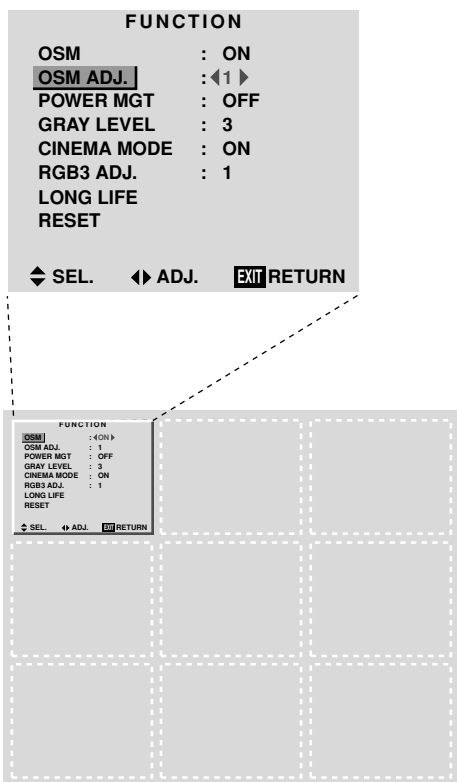 FUNCTION
OSM : ON
OSM ADJ. : 1
POWER MGT : OFF
GRAY LEVEL : 3
CINEMA MODE : ON
RGB3 ADJ. : 1
LONG LIFE
RESET
SEL. ADJ. EXIT RETURN
FUNCTION
OSM : ON
OSM ADJ. : 1
POWER MGT : OFF
GRAY LEVEL : 3
CINEMA MODE : ON
RGB3 ADJ. : 1
LONG LIFE
RESET
SEL. ADJ. EXIT RETURN